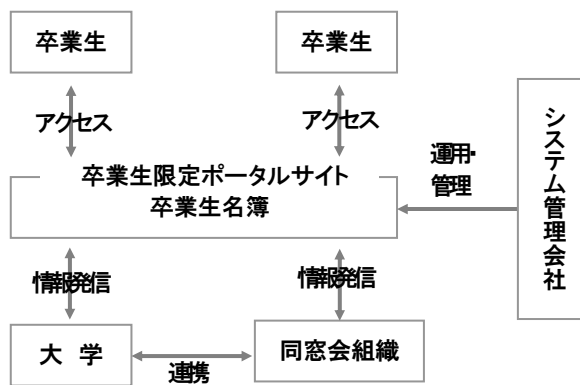 卒業生
卒業生
アクセス
アクセス
運用・
管理
システム管理会社
卒業生限定ポータルサイト
卒業生名簿
情報発信
情報発信
大 学
同窓会組織
連携